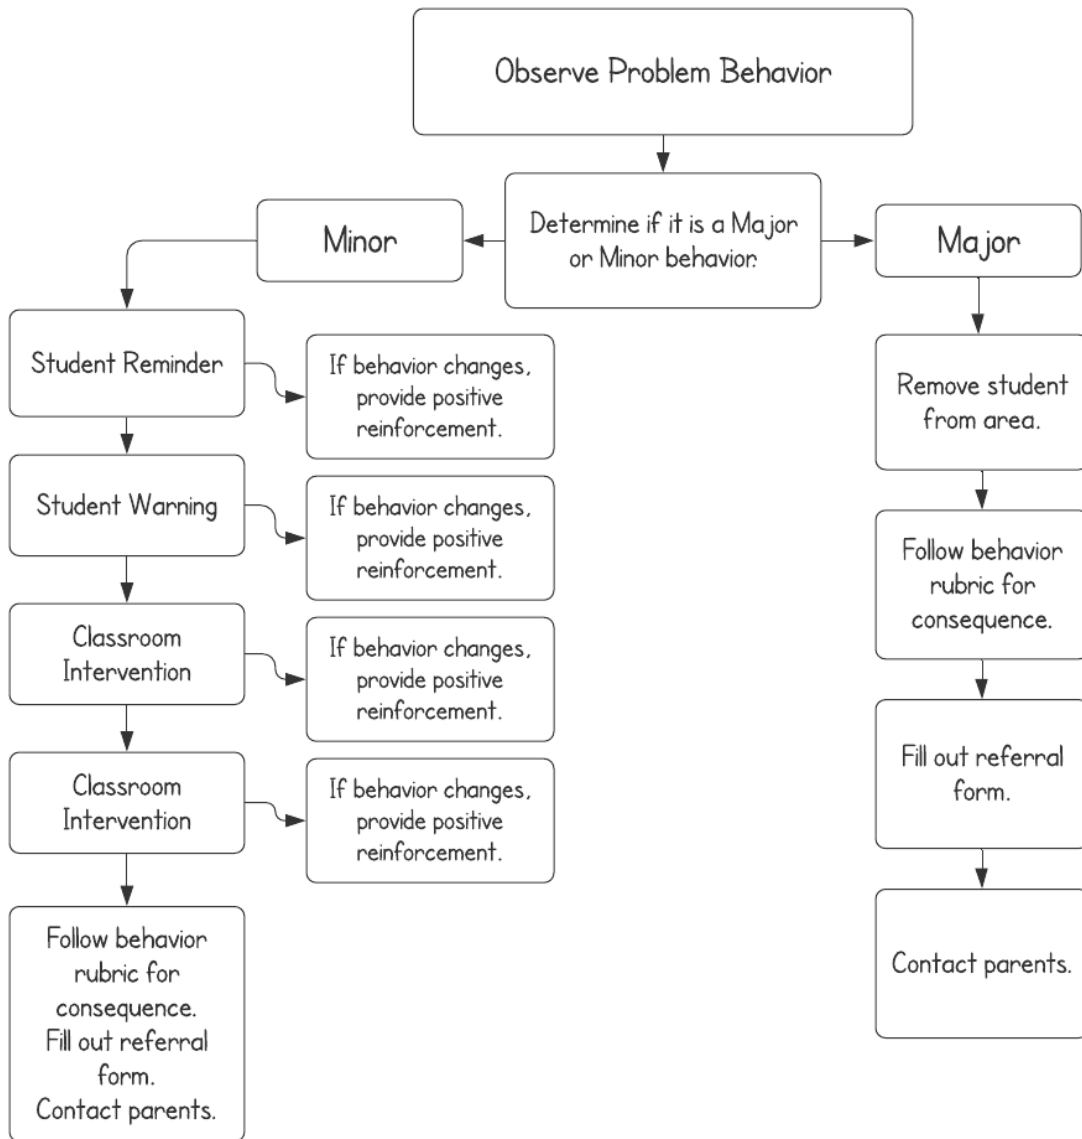 Observe Problem Behavior
Determine if it is a Major
or Minor behavior.
Minor
Major
Student Reminder
If behavior changes,
provide positive
reinforcement.
Student Warning
If behavior changes,
provide positive
reinforcement.
Classroom
Intervention
If behavior changes,
provide positive
reinforcement.
Classroom
Intervention
If behavior changes,
provide positive
reinforcement.
Follow behavior
rubric for
consequence.
Fill out referral
form.
Contact parents.
Remove student
from area.
Follow behavior
rubric for
consequence.
Fill out referral
form.
Contact parents.